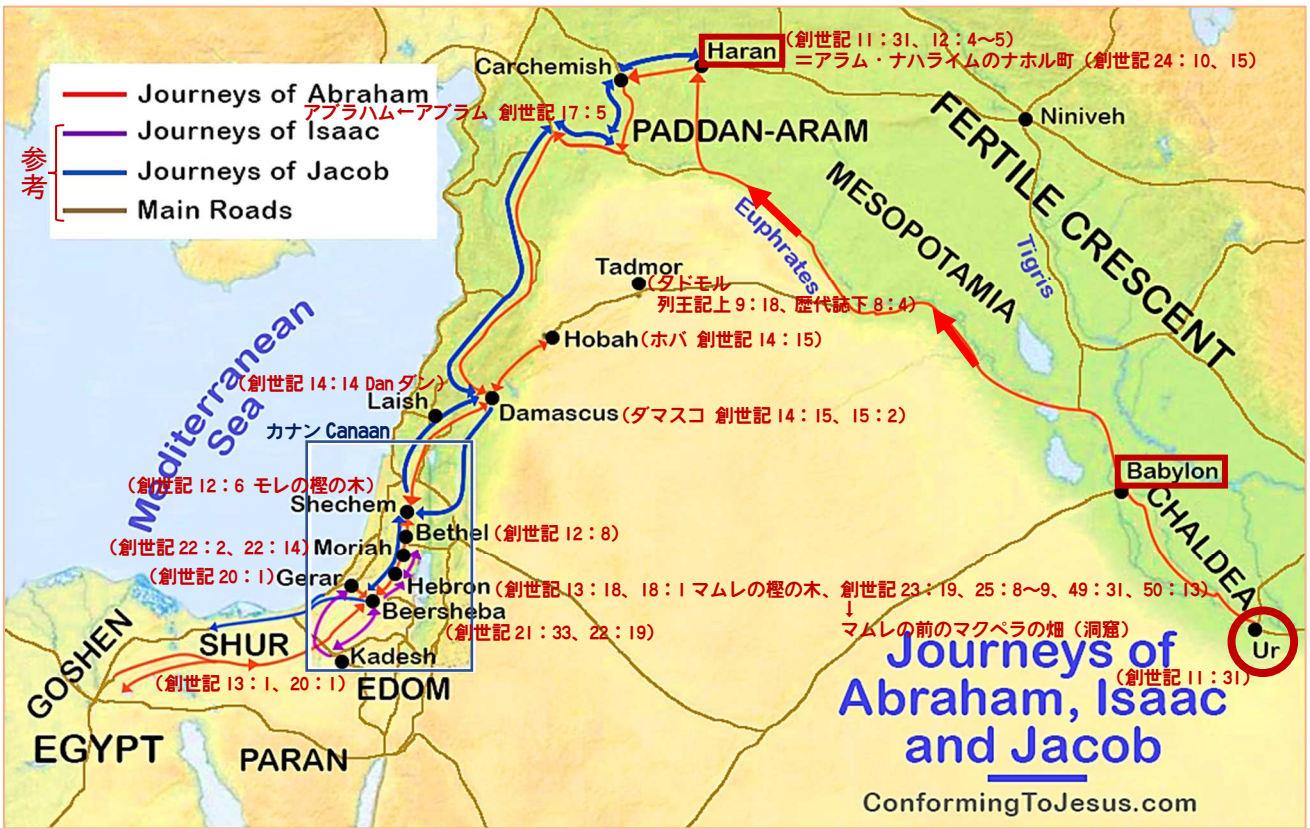 Haran
(創世記 11:31、12:4〜5)
＝アラム・ナハライムのナホル町 (創世記 24:10、15)
Carchemish
Journeys of Abraham
アブラハム←アブラム 創世記 17:5
Journeys of Isaac
参考
Journeys of Jacob
Main Roads
PADDAN-ARAM
Niniveh
FERTILE CRESCENT
MESOPOTAMIA
Euphrates
Tigris
Tadmor
(タドモル
列王記上 9:18、歴代誌下 8:4)
Hobah(ホバ 創世記 14:15)
Mediterranean
Sea
(創世記 14:14 Dan ダン)
Laish
Damascus(ダマスコ 創世記 14:15、15:2)
カナン Canaan
Babylon
CHALDEA
(創世記 12:6 モレの樫の木)
Shechem
Bethel(創世記 12:8)
(創世記 22:2、22:14)Moriah
(創世記 20:1)Gerar
Hebron(創世記 13:18、18:1 マムレの樫の木、創世記 23:19、25:8〜9、49:31、50:13)
↓
マムレの前のマクペラの畑（洞窟）
Beersheba
(創世記 21:33、22:19)
GOSHEN
SHUR
Kadesh
(創世記 13:1、20:1)
EDOM
EGYPT
PARAN
Ur
(創世記 11:31)
Journeys of
Abraham, Isaac
and Jacob
ConformingToJesus.com